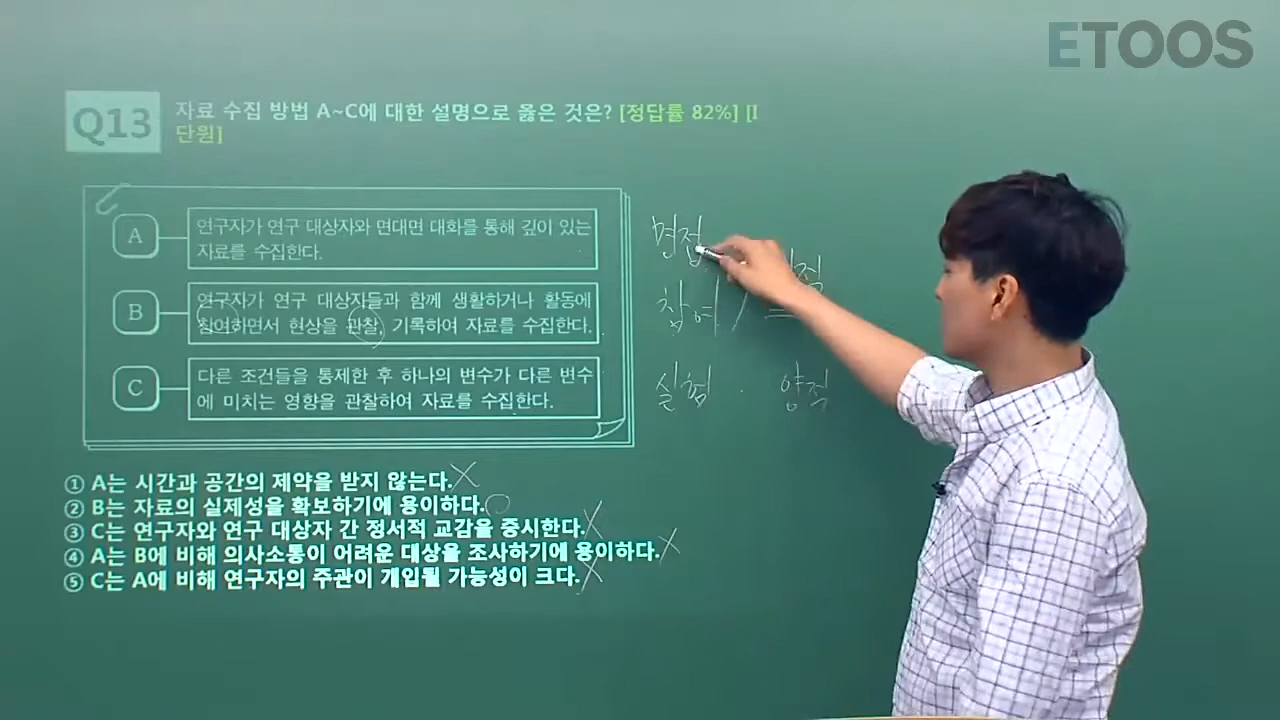 ETOOS
Q13
자료 수집 방법 A~C에 대한 설명으로 옳은 것은? [정답률 82%] [I
단원]
A
연구자가 연구 대상자와 면대면 대화를 통해 깊이 있는
자료를 수집한다.
면접
B
연구자가 연구 대상자들과 함께 생활하거나 활동에
참여하면서 현상을 관찰, 기록하여 자료를 수집한다.
참여
C
다른 조건들을 통제한 후 하나의 변수가 다른 변수
에 미치는 영향을 관찰하여 자료를 수집한다.
실험 · 양적
① A는 시간과 공간의 제약을 받지 않는다.
② B는 자료의 실제성을 확보하기에 용이하다.
③ C는 연구자와 연구 대상자 간 정서적 교감을 중시한다.
④ A는 B에 비해 의사소통이 어려운 대상을 조사하기에 용이하다.
⑤ C는 A에 비해 연구자의 주관이 개입될 가능성이 크다.